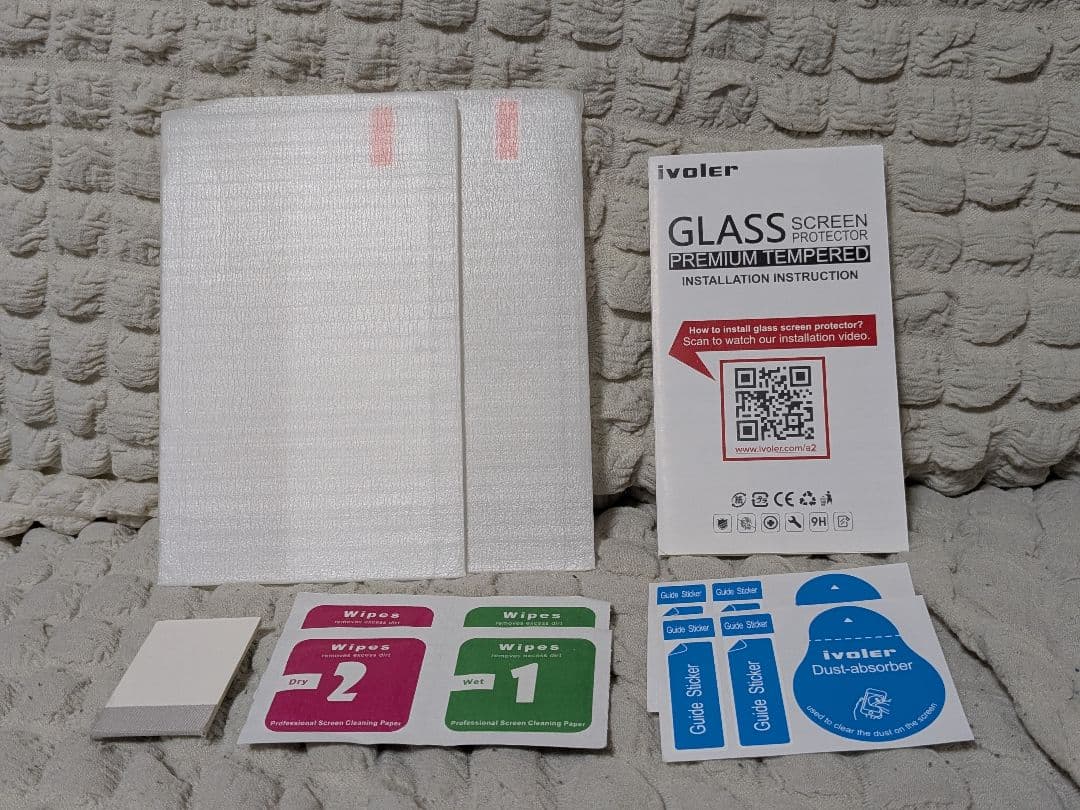 ivoler
GLASS SCREEN PROTECTOR
PREMIUM TEMPERED
INSTALLATION INSTRUCTION
How to install glass screen protector?
Scan to watch our installation video.
www.ivoler.com/a2
紙
プラ
CE
9H
Wipes
removes excess dirt
Wipes
removes excess dirt
Wipes
removes excess dirt
Dry 2
Professional Screen Cleaning Paper
Wipes
removes excess dirt
Wet 1
Professional Screen Cleaning Paper
Guide Sticker
Guide Sticker
Guide Sticker
Guide Sticker
Guide Sticker
Guide Sticker
ivoler
Dust-absorber
used to clear the dust on the screen